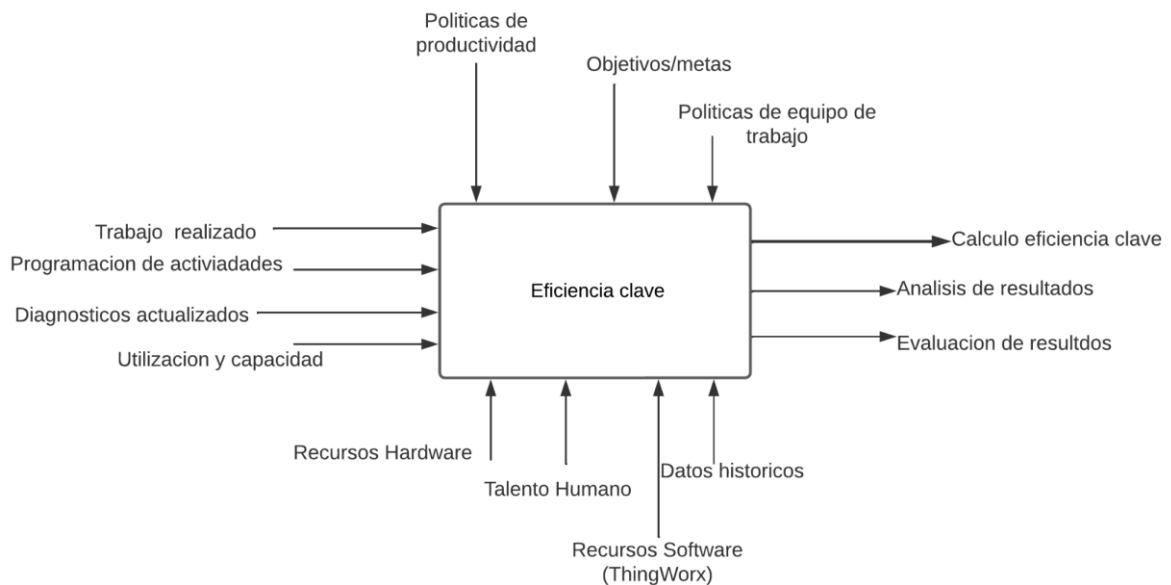 Politicas de
productividad
Objetivos/metas
Politicas de equipo de
trabajo
Trabajo realizado
Programacion de activiadades
Diagnosticos actualizados
Utilizacion y capacidad
Eficiencia clave
Calculo eficiencia clave
Analisis de resultados
Evaluacion de resultdos
Recursos Hardware
Talento Humano
Datos historicos
Recursos Software
(ThingWorx)